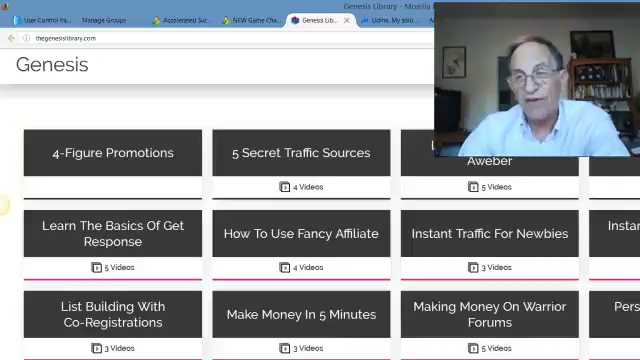 Genesis Library - Mozilla
User Control Pa...
Manage Groups
Accelerated Suc...
NEW Game Cha...
Genesis Lib...
Udimi. My solo...
thegenesislibrary.com
Genesis
4-Figure Promotions
5 Secret Traffic Sources
4 Videos
Aweber
5 Videos
Learn The Basics Of Get
Response
5 Videos
How To Use Fancy Affiliate
4 Videos
Instant Traffic For Newbies
3 Videos
List Building With
Co-Registrations
3 Videos
Make Money In 5 Minutes
3 Videos
Making Money On Warrior
Forums
5 Videos